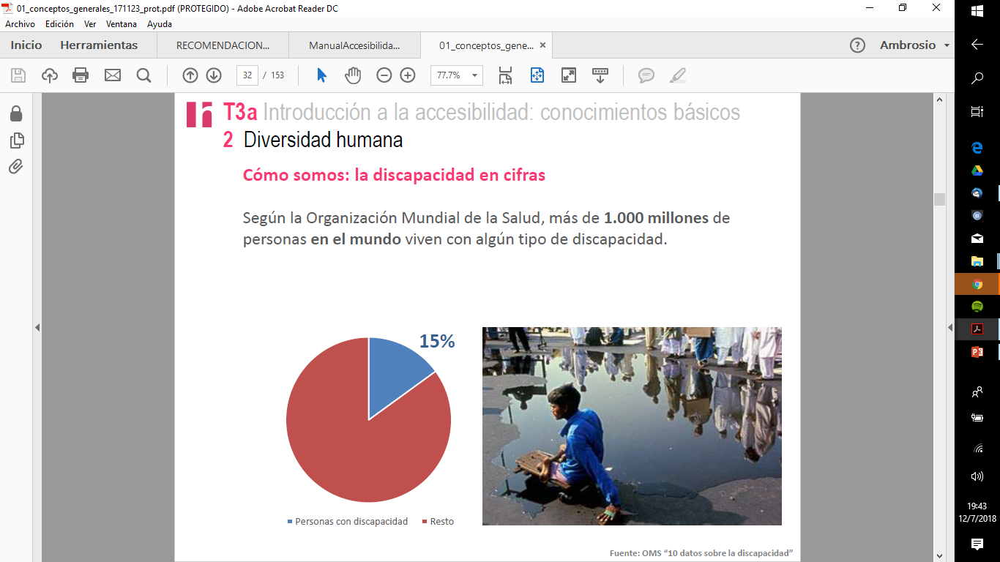 01_conceptos_generales_171123_prot.pdf (PROTEGIDO) - Adobe Acrobat Reader DC
Archivo Edición Ver Ventana Ayuda
Inicio Herramientas RECOMENDACION... ManualAccesibilida... 01_conceptos_gene... Ambrosio
32 / 153 77.7%
T3a Introducción a la accesibilidad: conocimientos básicos
2 Diversidad humana
Cómo somos: la discapacidad en cifras
Según la Organización Mundial de la Salud, más de 1.000 millones de
personas en el mundo viven con algún tipo de discapacidad.
15%
Personas con discapacidad Resto
Fuente: OMS “10 datos sobre la discapacidad”
19:43
12/7/2018